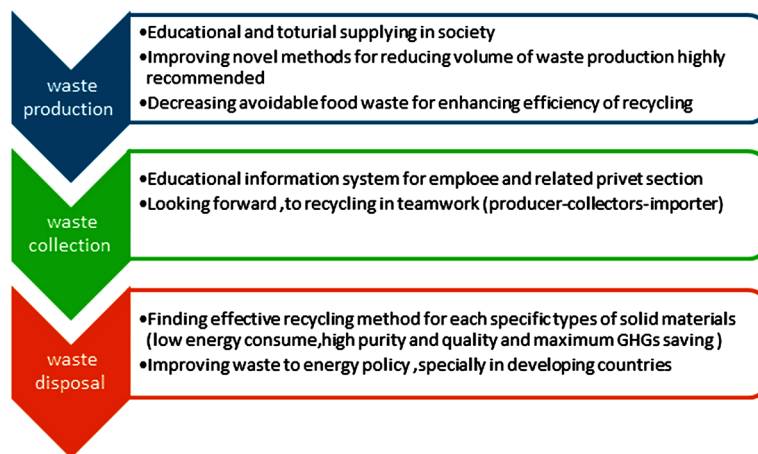 waste
production
•Educational and toturial supplying in society
•Improving novel methods for reducing volume of waste production highly
recommended
•Decreasing avoidable food waste for enhancing efficiency of recycling
waste
collection
•Educational information system for emploee and related privet section
•Looking forward ,to recycling in teamwork (producer-collectors-importer)
waste
disposal
•Finding effective recycling method for each specific types of solid materials
(low energy consume,high purity and quality and maximum GHGs saving )
•Improving waste to energy policy ,specially in developing countries